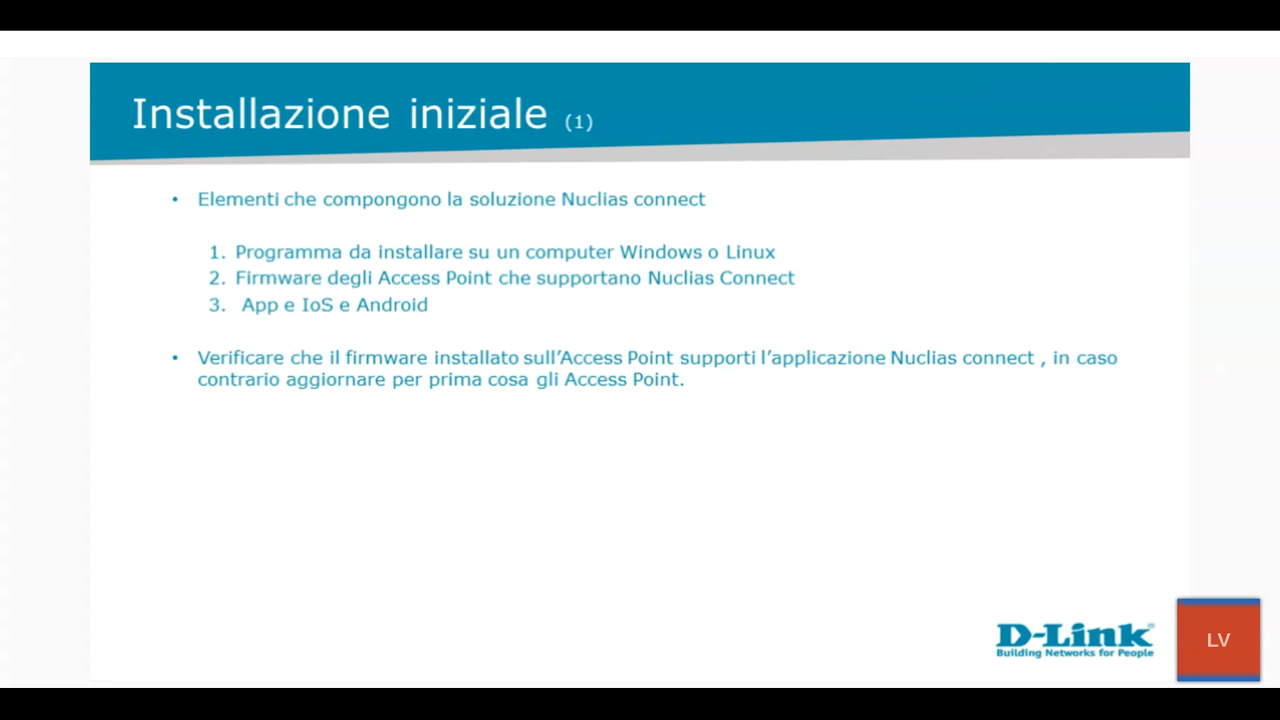 Installazione iniziale (1)
• Elementi che compongono la soluzione Nuclias connect
1. Programma da installare su un computer Windows o Linux
2. Firmware degli Access Point che supportano Nuclias Connect
3. App e IoS e Android
• Verificare che il firmware installato sull'Access Point supporti l'applicazione Nuclias connect , in caso
contrario aggiornare per prima cosa gli Access Point.
D-Link®
Building Networks for People
LV